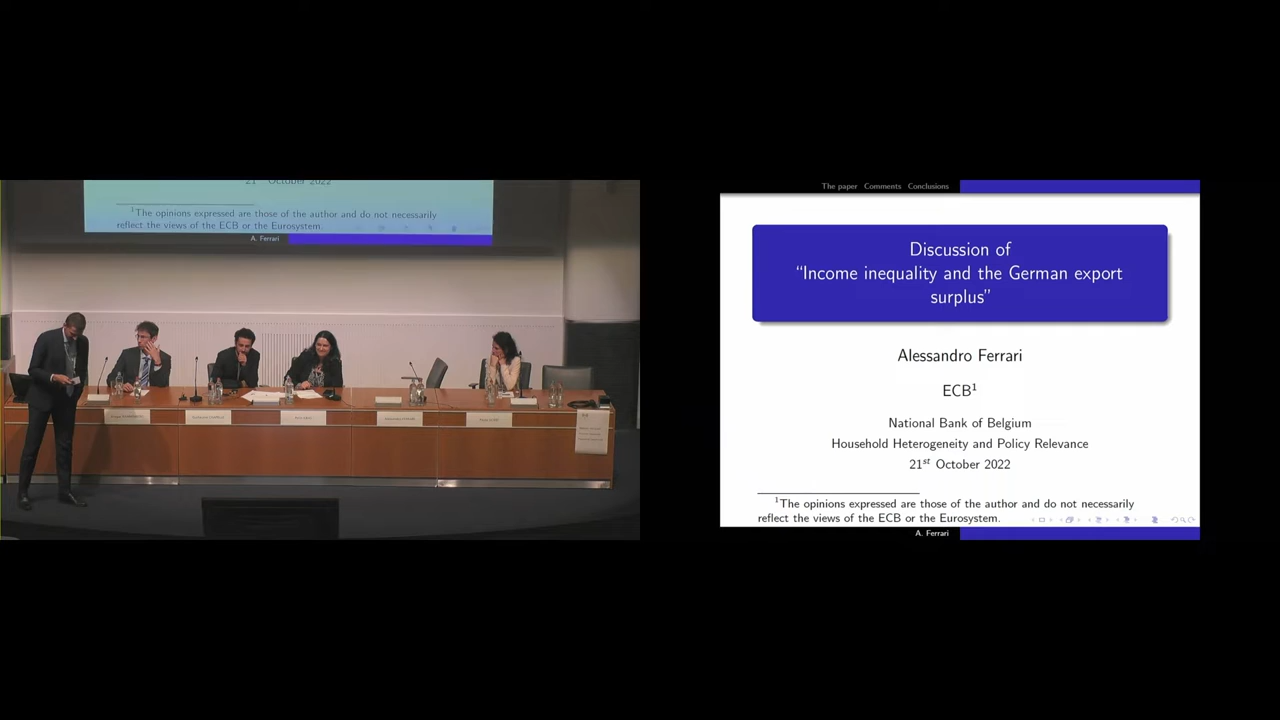 21st October 2022
1The opinions expressed are those of the author and do not necessarily
reflect the views of the ECB or the Eurosystem.
A. Ferrari
The paper Comments Conclusions
Discussion of
“Income inequality and the German export
surplus”
Alessandro Ferrari
ECB1
National Bank of Belgium
Household Heterogeneity and Policy Relevance
21st October 2022
1The opinions expressed are those of the author and do not necessarily
reflect the views of the ECB or the Eurosystem.
A. Ferrari